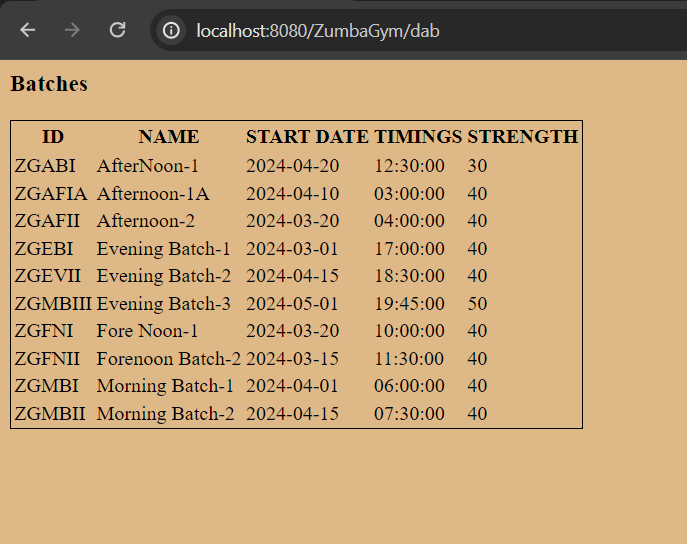 localhost:8080/ZumbaGym/dab
Batches
ID NAME START DATE TIMINGS STRENGTH
ZGABI AfterNoon-1 2024-04-20 12:30:00 30
ZGAFIA Afternoon-1A 2024-04-10 03:00:00 40
ZGAFII Afternoon-2 2024-03-20 04:00:00 40
ZGEBI Evening Batch-1 2024-03-01 17:00:00 40
ZGEVII Evening Batch-2 2024-04-15 18:30:00 40
ZGMBIII Evening Batch-3 2024-05-01 19:45:00 50
ZGFNI Fore Noon-1 2024-03-20 10:00:00 40
ZGFNII Forenoon Batch-2 2024-03-15 11:30:00 40
ZGMBI Morning Batch-1 2024-04-01 06:00:00 40
ZGMBII Morning Batch-2 2024-04-15 07:30:00 40